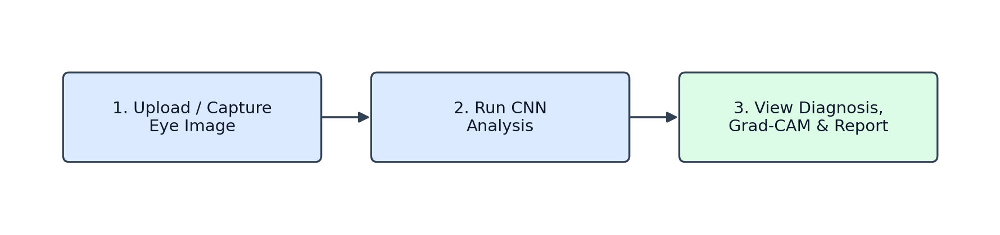 1. Upload / Capture
Eye Image
2. Run CNN
Analysis
3. View Diagnosis,
Grad-CAM & Report